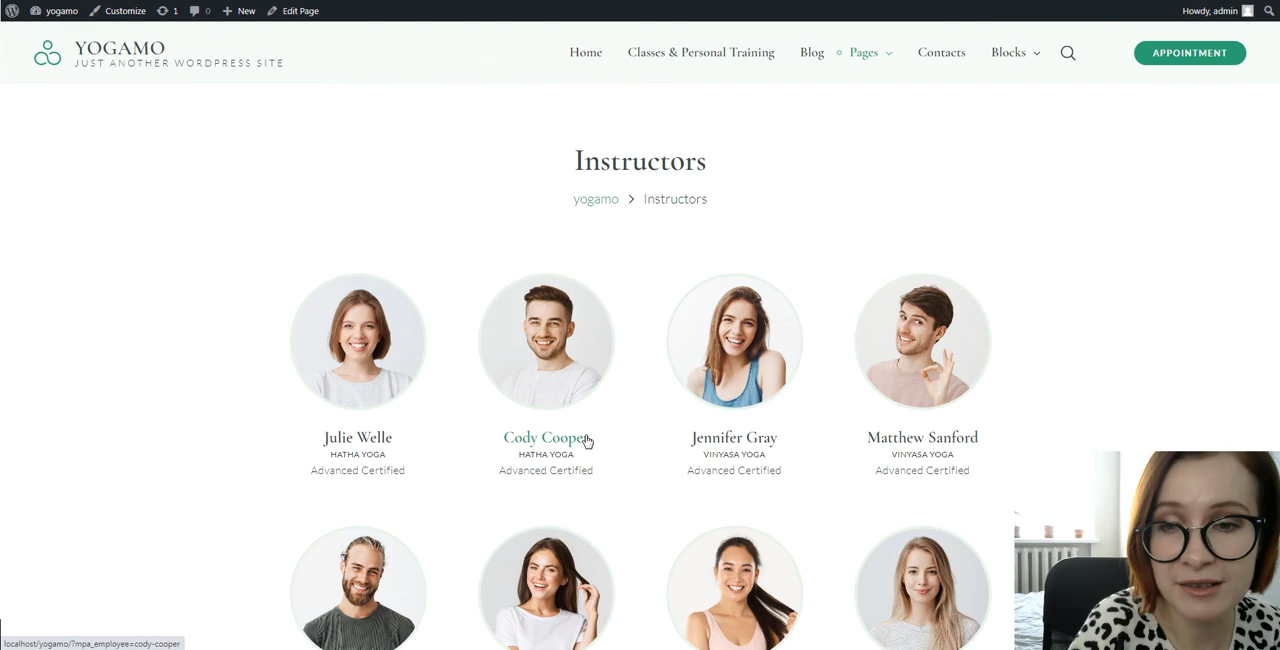 yogamo Customize 1 0 New Edit Page Howdy, admin
YOGAMO
JUST ANOTHER WORDPRESS SITE
Home Classes & Personal Training Blog Pages Contacts Blocks APPOINTMENT
Instructors
yogamo > Instructors
Julie Welle Cody Cooper Jennifer Gray Matthew Sanford
HATHA YOGA HATHA YOGA VINYASA YOGA VINYASA YOGA
Advanced Certified Advanced Certified Advanced Certified Advanced Certified
localhost/yogamo/?mpa_employee=cody-cooper